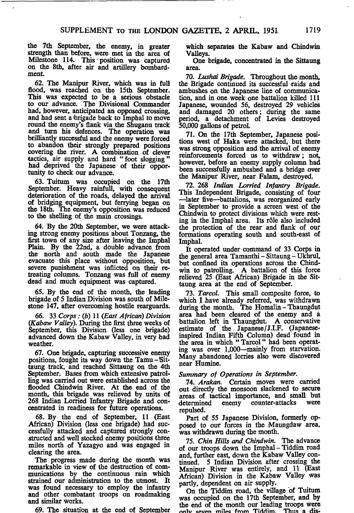 SUPPLEMENT TO THE LONDON GAZETTE, 2 APRIL, 1951 1719
the 7th September, the enemy, in greater
strength than before, were met in the area of
Milestone 114. This position was captured
on the 8th, after air and artillery bombard-
ment.
62. The Manipur River, which was in full
flood, was reached on the 15th September.
This was expected to be a serious obstacle
to our advance. The Divisional Commander
had, however, anticipated an opposed crossing,
and had sent a brigade back to Imphal to move
round the enemy's flank via the Shuganu track
and turn his defences. The operation was
brilliantly successful and the enemy were forced
to abandon their strongly prepared positions
covering the river. A combination of clever
tactics, air supply and hard "foot slogging"
had deprived the Japanese of their oppor-
tunity to check our advance.
63. Tuitum was occupied on the 17th
September. Heavy rainfall, with consequent
deterioration of the roads, delayed the arrival
of bridging equipment, but ferrying began on
the 18th. The enemy's opposition was reduced
to the shelling of the main crossings.
64. By the 20th September, we were attack-
ing strong enemy positions about Tonzang, the
first town of any size after leaving the Imphal
Plain. By the 22nd, a double advance from
the north and south made the Japanese
evacuate this place without opposition, but
severe punishment was inflicted on their re-
treating columns. Tonzang was full of enemy
dead and much equipment was captured.
65. By the end of the month, the leading
brigade of 5 Indian Division was south of Mile-
stone 147, after overcoming hostile rearguards.
66. 33 Corps: (b) 11 (East African) Division
(Kabaw Valley). During the first three weeks of
September, this Division (less one brigade)
advanced down the Kabaw Valley, in very bad
weather.
67. One brigade, capturing successive enemy
positions, fought its way down the Tamu-Sit-
taung track, and reached Sittaung on the 4th
September. Bases from which extensive patrol-
ling was carried out were established across the
flooded Chindwin River. At the end of the
month, this brigade was relieved by units of
268 Indian Lorried Infantry Brigade and con-
centrated in readiness for future operations.
68. By the end of September, 11 (East
African) Division (less one brigade) had suc-
cessfully attacked and captured strongly con-
structed and well stocked enemy positions three
miles north of Yazagyo and was engaged in
clearing the area.
The progress made during the month was
remarkable in view of the destruction of com-
munications by the continuous rain which
strained our administration to the utmost. It
was found necessary to employ the infantry
and other combatant troops on roadmaking
and similar works.
69. The situation at the end of September
which separates the Kabaw and Chindwin
Valleys.
One brigade, concentrated in the Sittaung
area.
70. Lushai Brigade. Throughout the month,
the Brigade continued its successful raids and
ambushes on the Japanese line of communica-
tion, and in one week one battalion killed 111
Japanese, wounded 56, destroyed 29 vehicles
and damaged 20 others; during the same
period, a detachment of Levies destroyed
50,000 gallons of petrol.
71. On the 17th September, Japanese posi-
tions west of Haka were attacked, but there
was strong opposition and the arrival of enemy
reinforcements forced us to withdraw; not,
however, before an enemy supply column had
been successfully ambushed and a bridge over
the Manipur River, near Falam, destroyed.
72. 268 Indian Lorried Infantry Brigade.
This Independent Brigade, consisting of four
—later five—battalions, was reorganized early
in September to provide a screen west of the
Chindwin to protect divisions which were rest-
ing in the Imphal area. Its rôle also included
the protection of the rear and flank of our
formations operating south and south-east of
Imphal.
It operated under command of 33 Corps in
the general area Tamanthi-Sittaung-Ukhrul,
but confined its operations across the Chind-
win to patrolling. A battalion of this force
relieved 25 (East African) Brigade in the Sit-
taung area at the end of September.
73. Tarcol. This small composite force, to
which I have already referred, was withdrawn
during the month. The Homalin-Thaungdut
area had been cleared of the enemy and a
battalion left in Thaungdut. A conservative
estimate of the Japanese/J.I.F. (Japanese-
inspired Indian Fifth Column) dead found in
the area in which "Tarcol" had been operat-
ing was over 1,000—mainly from starvation.
Many abandoned lorries also were discovered
near Humine.
Summary of Operations in September.
74. Arakan. Certain moves were carried
out directly the monsoon slackened to secure
areas of tactical importance, and small but
determined enemy counter-attacks were
repulsed.
Part of 55 Japanese Division, formerly op-
posed to our forces in the Maungdaw area,
was withdrawn during the month.
75. Chin Hills and Chindwin. The advance
of our troops down the Imphal-Tiddim road
and, further east, down the Kabaw Valley con-
tinued. 5 Indian Division after crossing the
Manipur River was entirely, and 11 (East
African) Division in the Kabaw Valley was
partly, dependent on air supply.
On the Tiddim road, the village of Tuitum
was occupied on the 17th September, and by
the end of the month our leading troops were
only seven miles from Tiddim. Thus a dis-